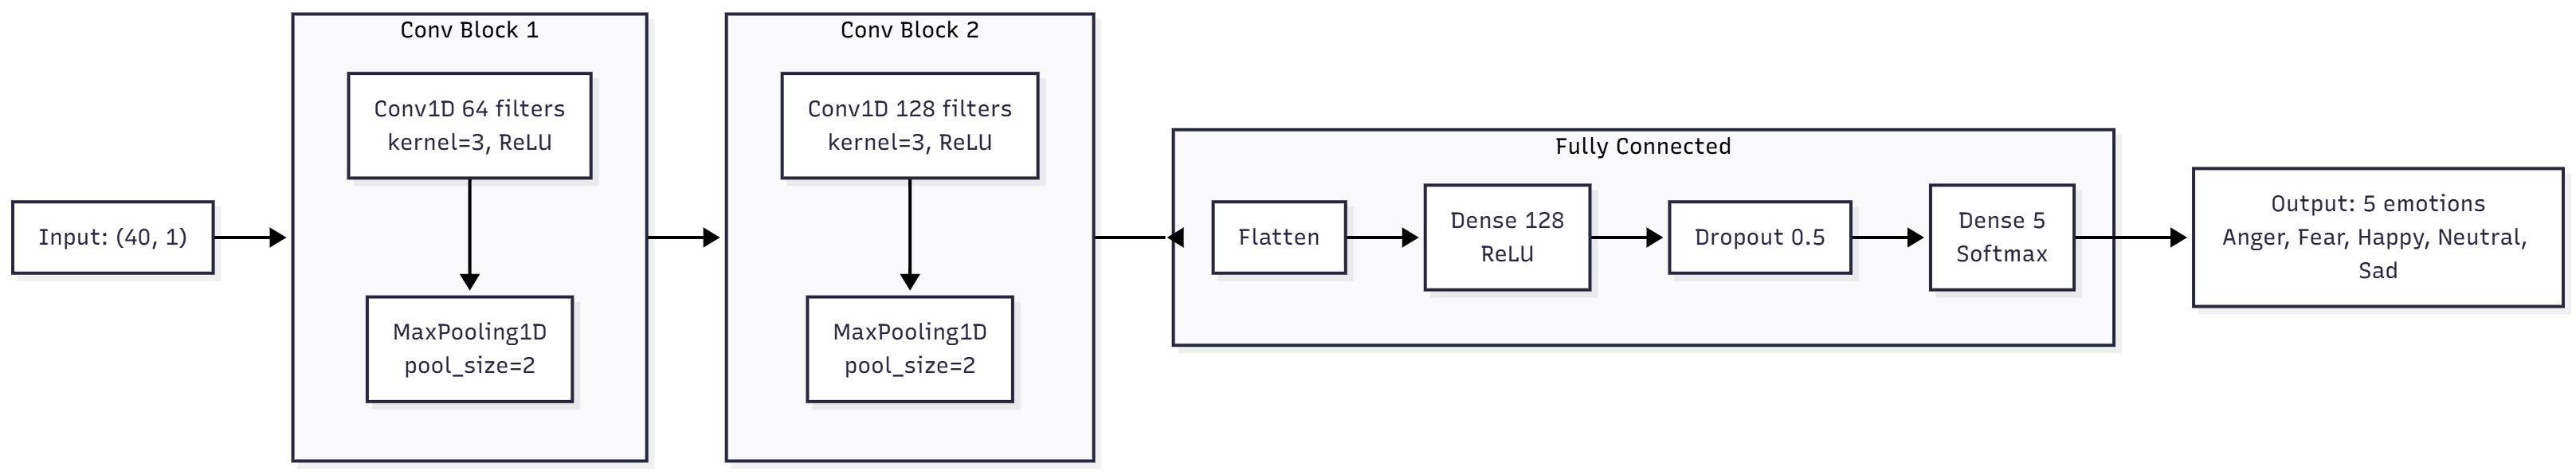 Input: (40, 1)
Conv Block 1
Conv1D 64 filters
kernel=3, ReLU
MaxPooling1D
pool_size=2
Conv Block 2
Conv1D 128 filters
kernel=3, ReLU
MaxPooling1D
pool_size=2
Fully Connected
Flatten
Dense 128
ReLU
Dropout 0.5
Dense 5
Softmax
Output: 5 emotions
Anger, Fear, Happy, Neutral,
Sad